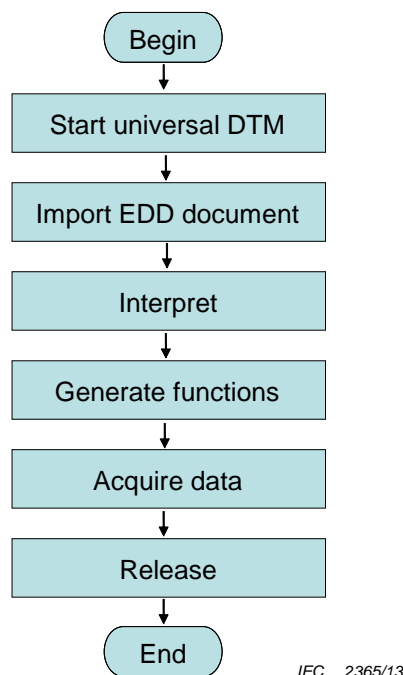 Begin
Start universal DTM
Import EDD document
Interpret
Generate functions
Acquire data
Release
End
IEC 2365/13